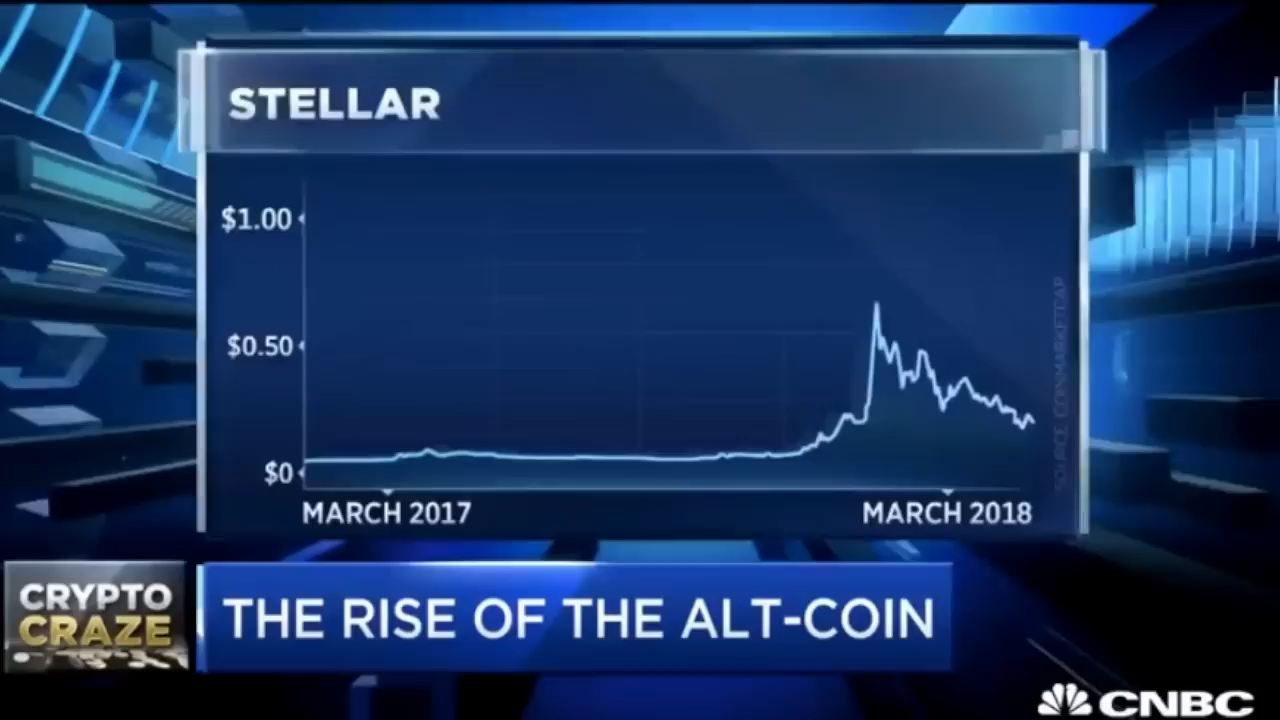 STELLAR
$1.00
$0.50
$0
MARCH 2017
MARCH 2018
SOURCE: COINMARKETCAP
CRYPTO
CRAZE
THE RISE OF THE ALT-COIN
CNBC